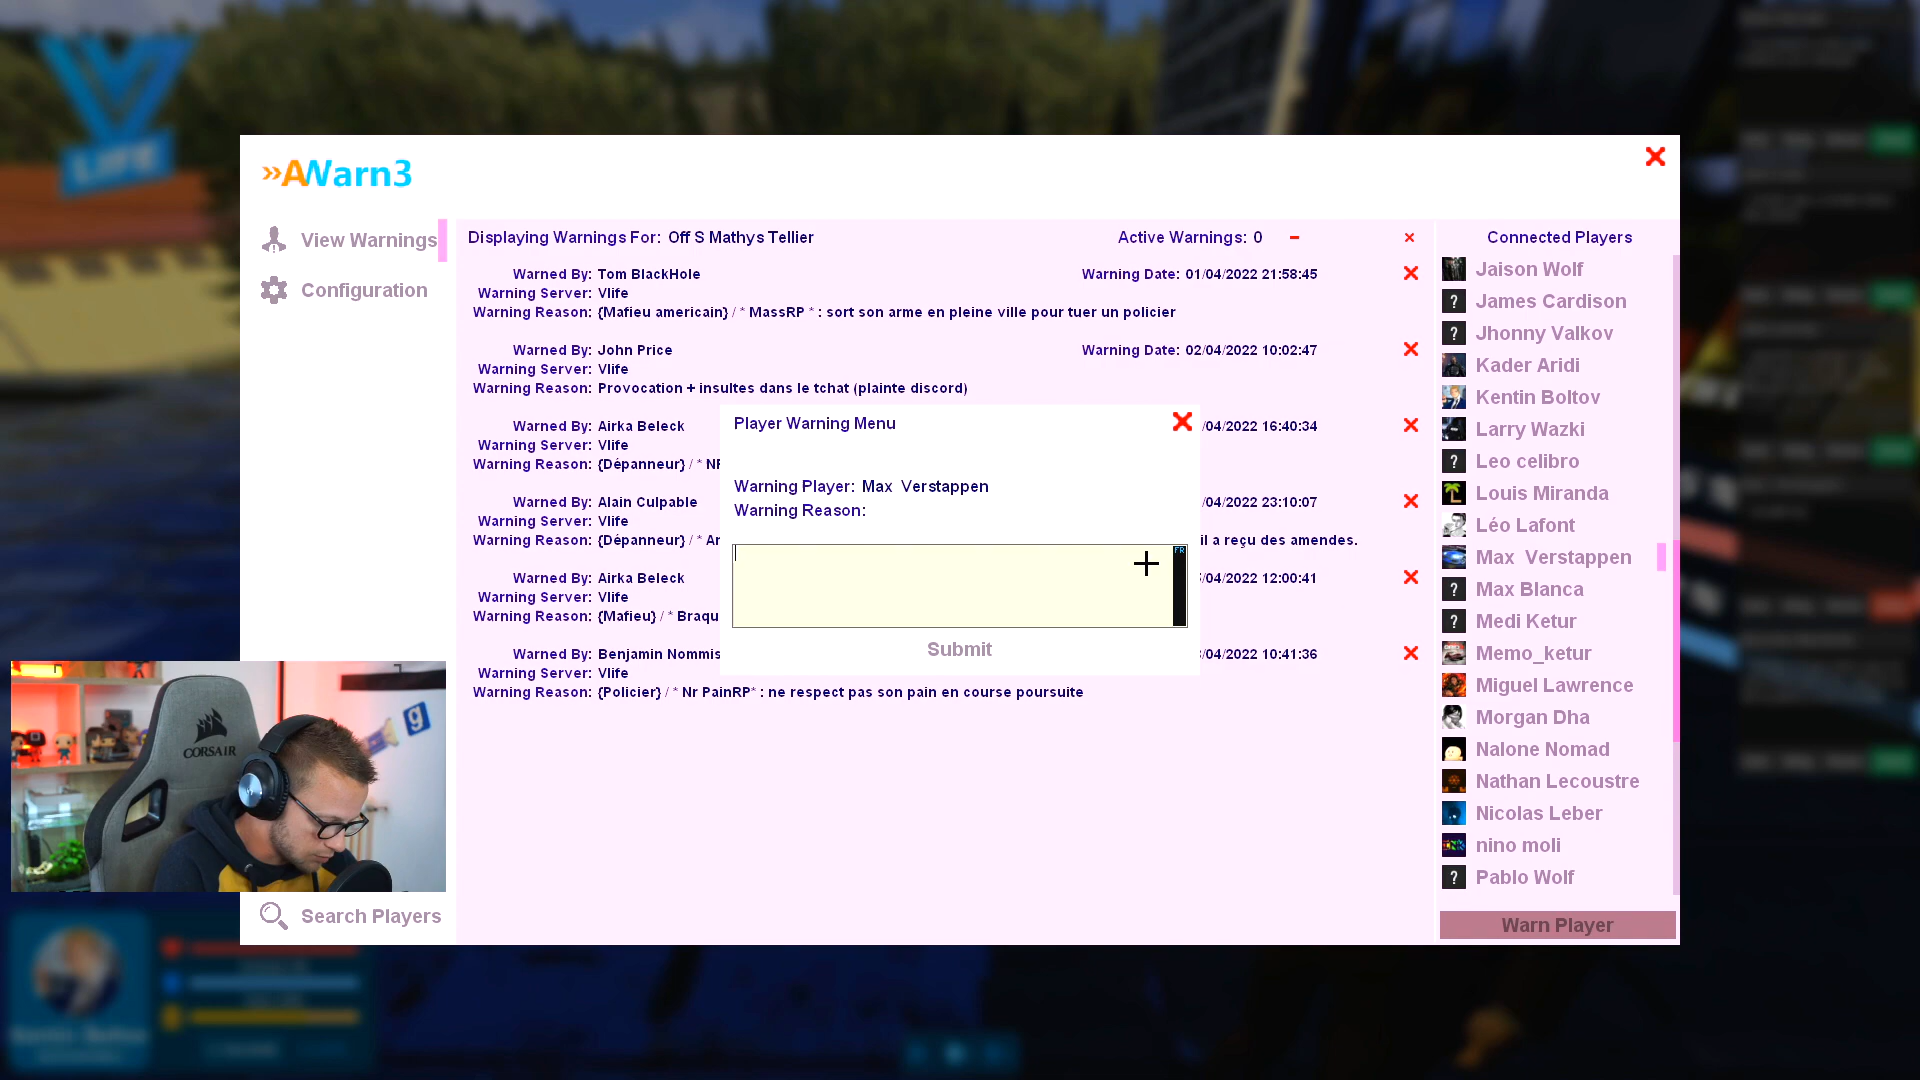 LIFE
»AWarn3
View Warnings
Configuration
Search Players
Displaying Warnings For: Off S Mathys Tellier
Active Warnings: 0
Warned By: Tom BlackHole
Warning Date: 01/04/2022 21:58:45
Warning Server: Vlife
Warning Reason: {Mafieu americain} / * MassRP * : sort son arme en pleine ville pour tuer un policier
Warned By: John Price
Warning Date: 02/04/2022 10:02:47
Warning Server: Vlife
Warning Reason: Provocation + insultes dans le tchat (plainte discord)
Warned By: Airka Beleck
/04/2022 16:40:34
Warning Server: Vlife
Warning Reason: {Dépanneur} / *
Warned By: Alain Culpable
/04/2022 23:10:07
Warning Server: Vlife
Warning Reason: {Dépanneur} / *
il a reçu des amendes.
Warned By: Airka Beleck
/04/2022 12:00:41
Warning Server: Vlife
Warning Reason: {Mafieu} / * Braqu
Warned By: Benjamin Nommis
/04/2022 10:41:36
Warning Server: Vlife
Warning Reason: {Policier} / * Nr PainRP* : ne respect pas son pain en course poursuite
Player Warning Menu
Warning Player: Max Verstappen
Warning Reason:
FR
Submit
Connected Players
Jaison Wolf
James Cardison
Jhonny Valkov
Kader Aridi
Kentin Boltov
Larry Wazki
Leo celibro
Louis Miranda
Léo Lafont
Max Verstappen
Max Blanca
Medi Ketur
Memo_ketur
Miguel Lawrence
Morgan Dha
Nalone Nomad
Nathan Lecoustre
Nicolas Leber
nino moli
Pablo Wolf
Warn Player
CORSAIR